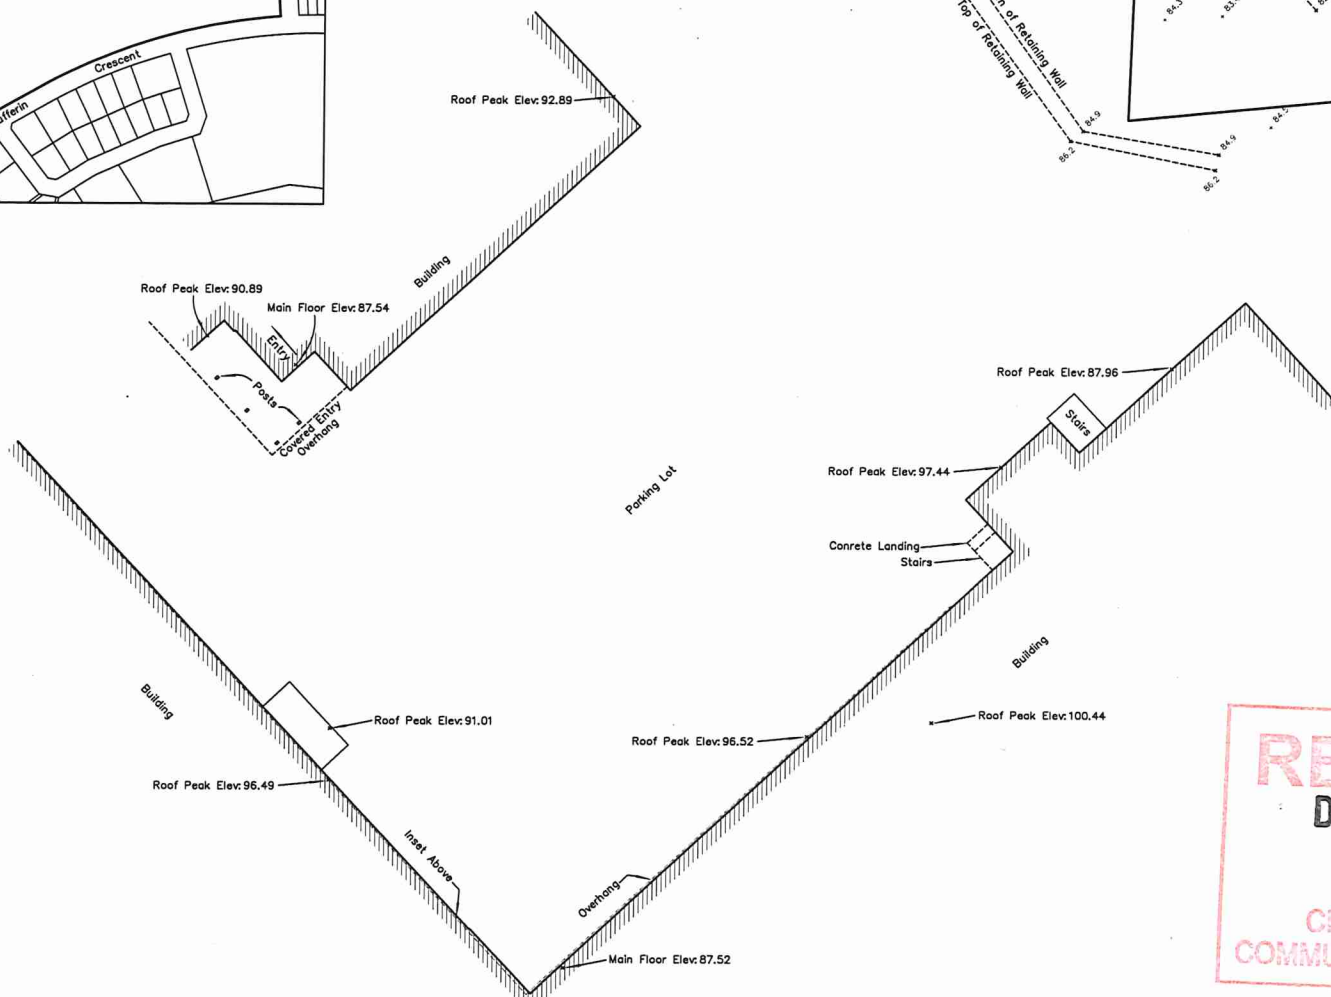 Crescent
Roof Peak Elev: 92.89
Top of Retaining Wall
of Retaining Wall
84.9
86.2
84.9
86.2
Building
Roof Peak Elev: 90.89
Main Floor Elev: 87.54
Entry
Posts
Covered Entry
Overhang
Parking Lot
Roof Peak Elev: 87.96
Stairs
Roof Peak Elev: 97.44
Conrete Landing
Stairs
Building
Building
Roof Peak Elev: 91.01
Roof Peak Elev: 96.52
Roof Peak Elev: 100.44
Roof Peak Elev: 96.49
Inset Above
Overhang
Main Floor Elev: 87.52